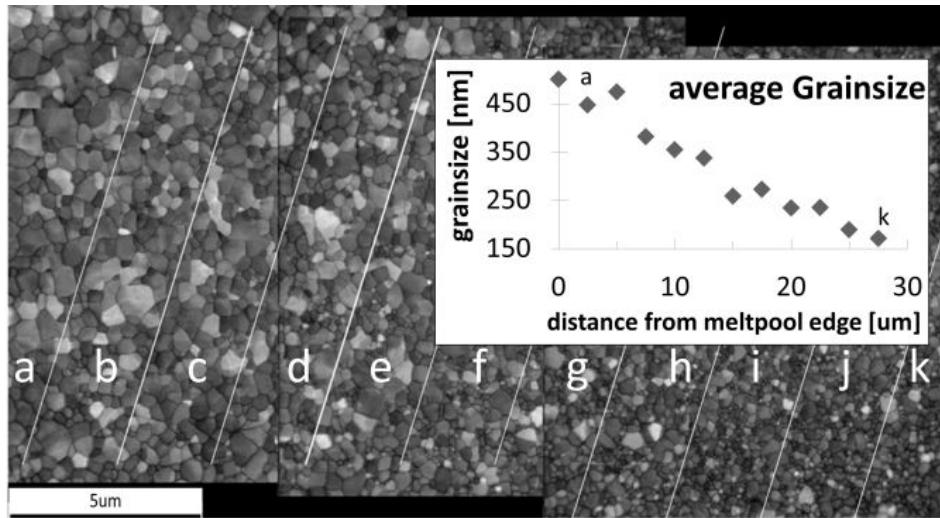 average Grainsize
grainsize [nm]
450
350
250
150
a
k
0 10 20 30
distance from meltpool edge [um]
a b c d e f g h i j k
5um